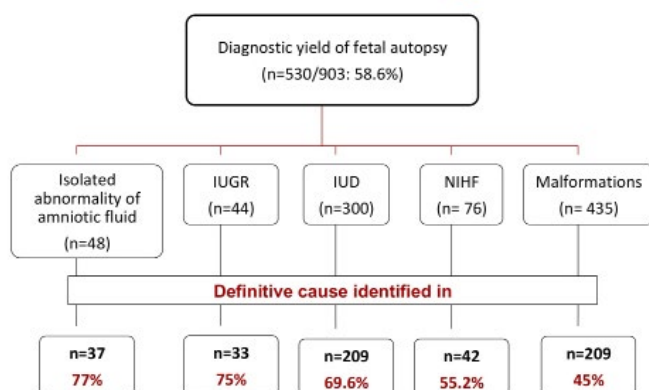 Diagnostic yield of fetal autopsy
(n=530/903: 58.6%)
Isolated
abnormality of
amniotic fluid
(n=48)
IUGR
(n=44)
IUD
(n=300)
NIHF
(n= 76)
Malformations
(n= 435)
Definitive cause identified in
n=37
77%
n=33
75%
n=209
69.6%
n=42
55.2%
n=209
45%